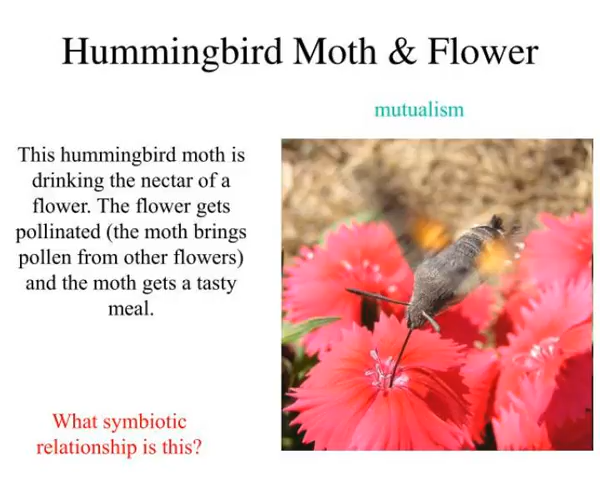 Hummingbird Moth & Flower
mutualism
This hummingbird moth is
drinking the nectar of a
flower. The flower gets
pollinated (the moth brings
pollen from other flowers)
and the moth gets a tasty
meal.
What symbiotic
relationship is this?